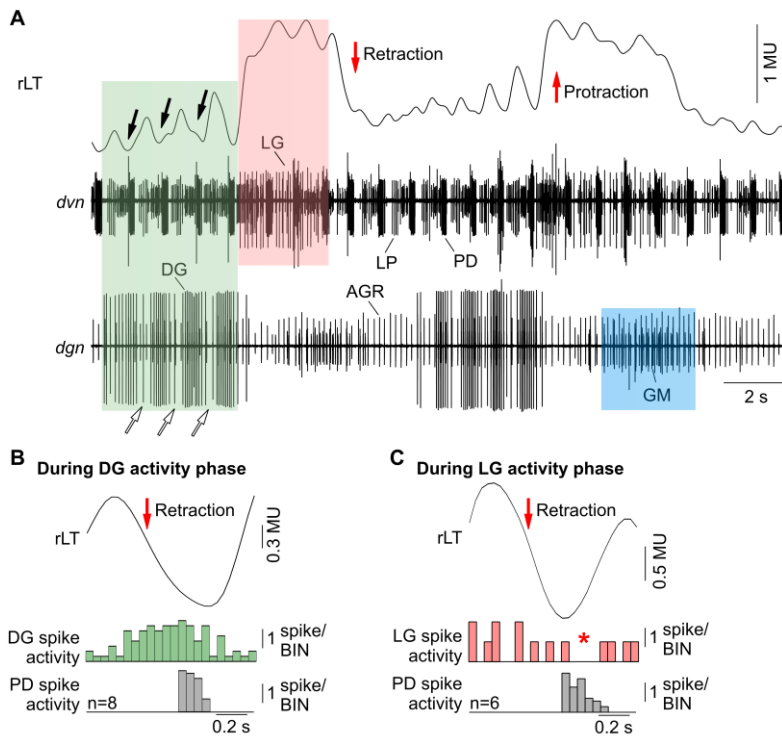 A
rLT
Retraction
Protraction
1 MU
LG
dvn
LP
PD
DG
AGR
dgn
GM
2 s
B
During DG activity phase
rLT
Retraction
0.3 MU
DG spike
activity
1 spike/
BIN
PD spike
activity
n=8
1 spike/
BIN
0.2 s
C
During LG activity phase
rLT
Retraction
0.5 MU
LG spike
activity
*
1 spike/
BIN
PD spike
activity
n=6
1 spike/
BIN
0.2 s